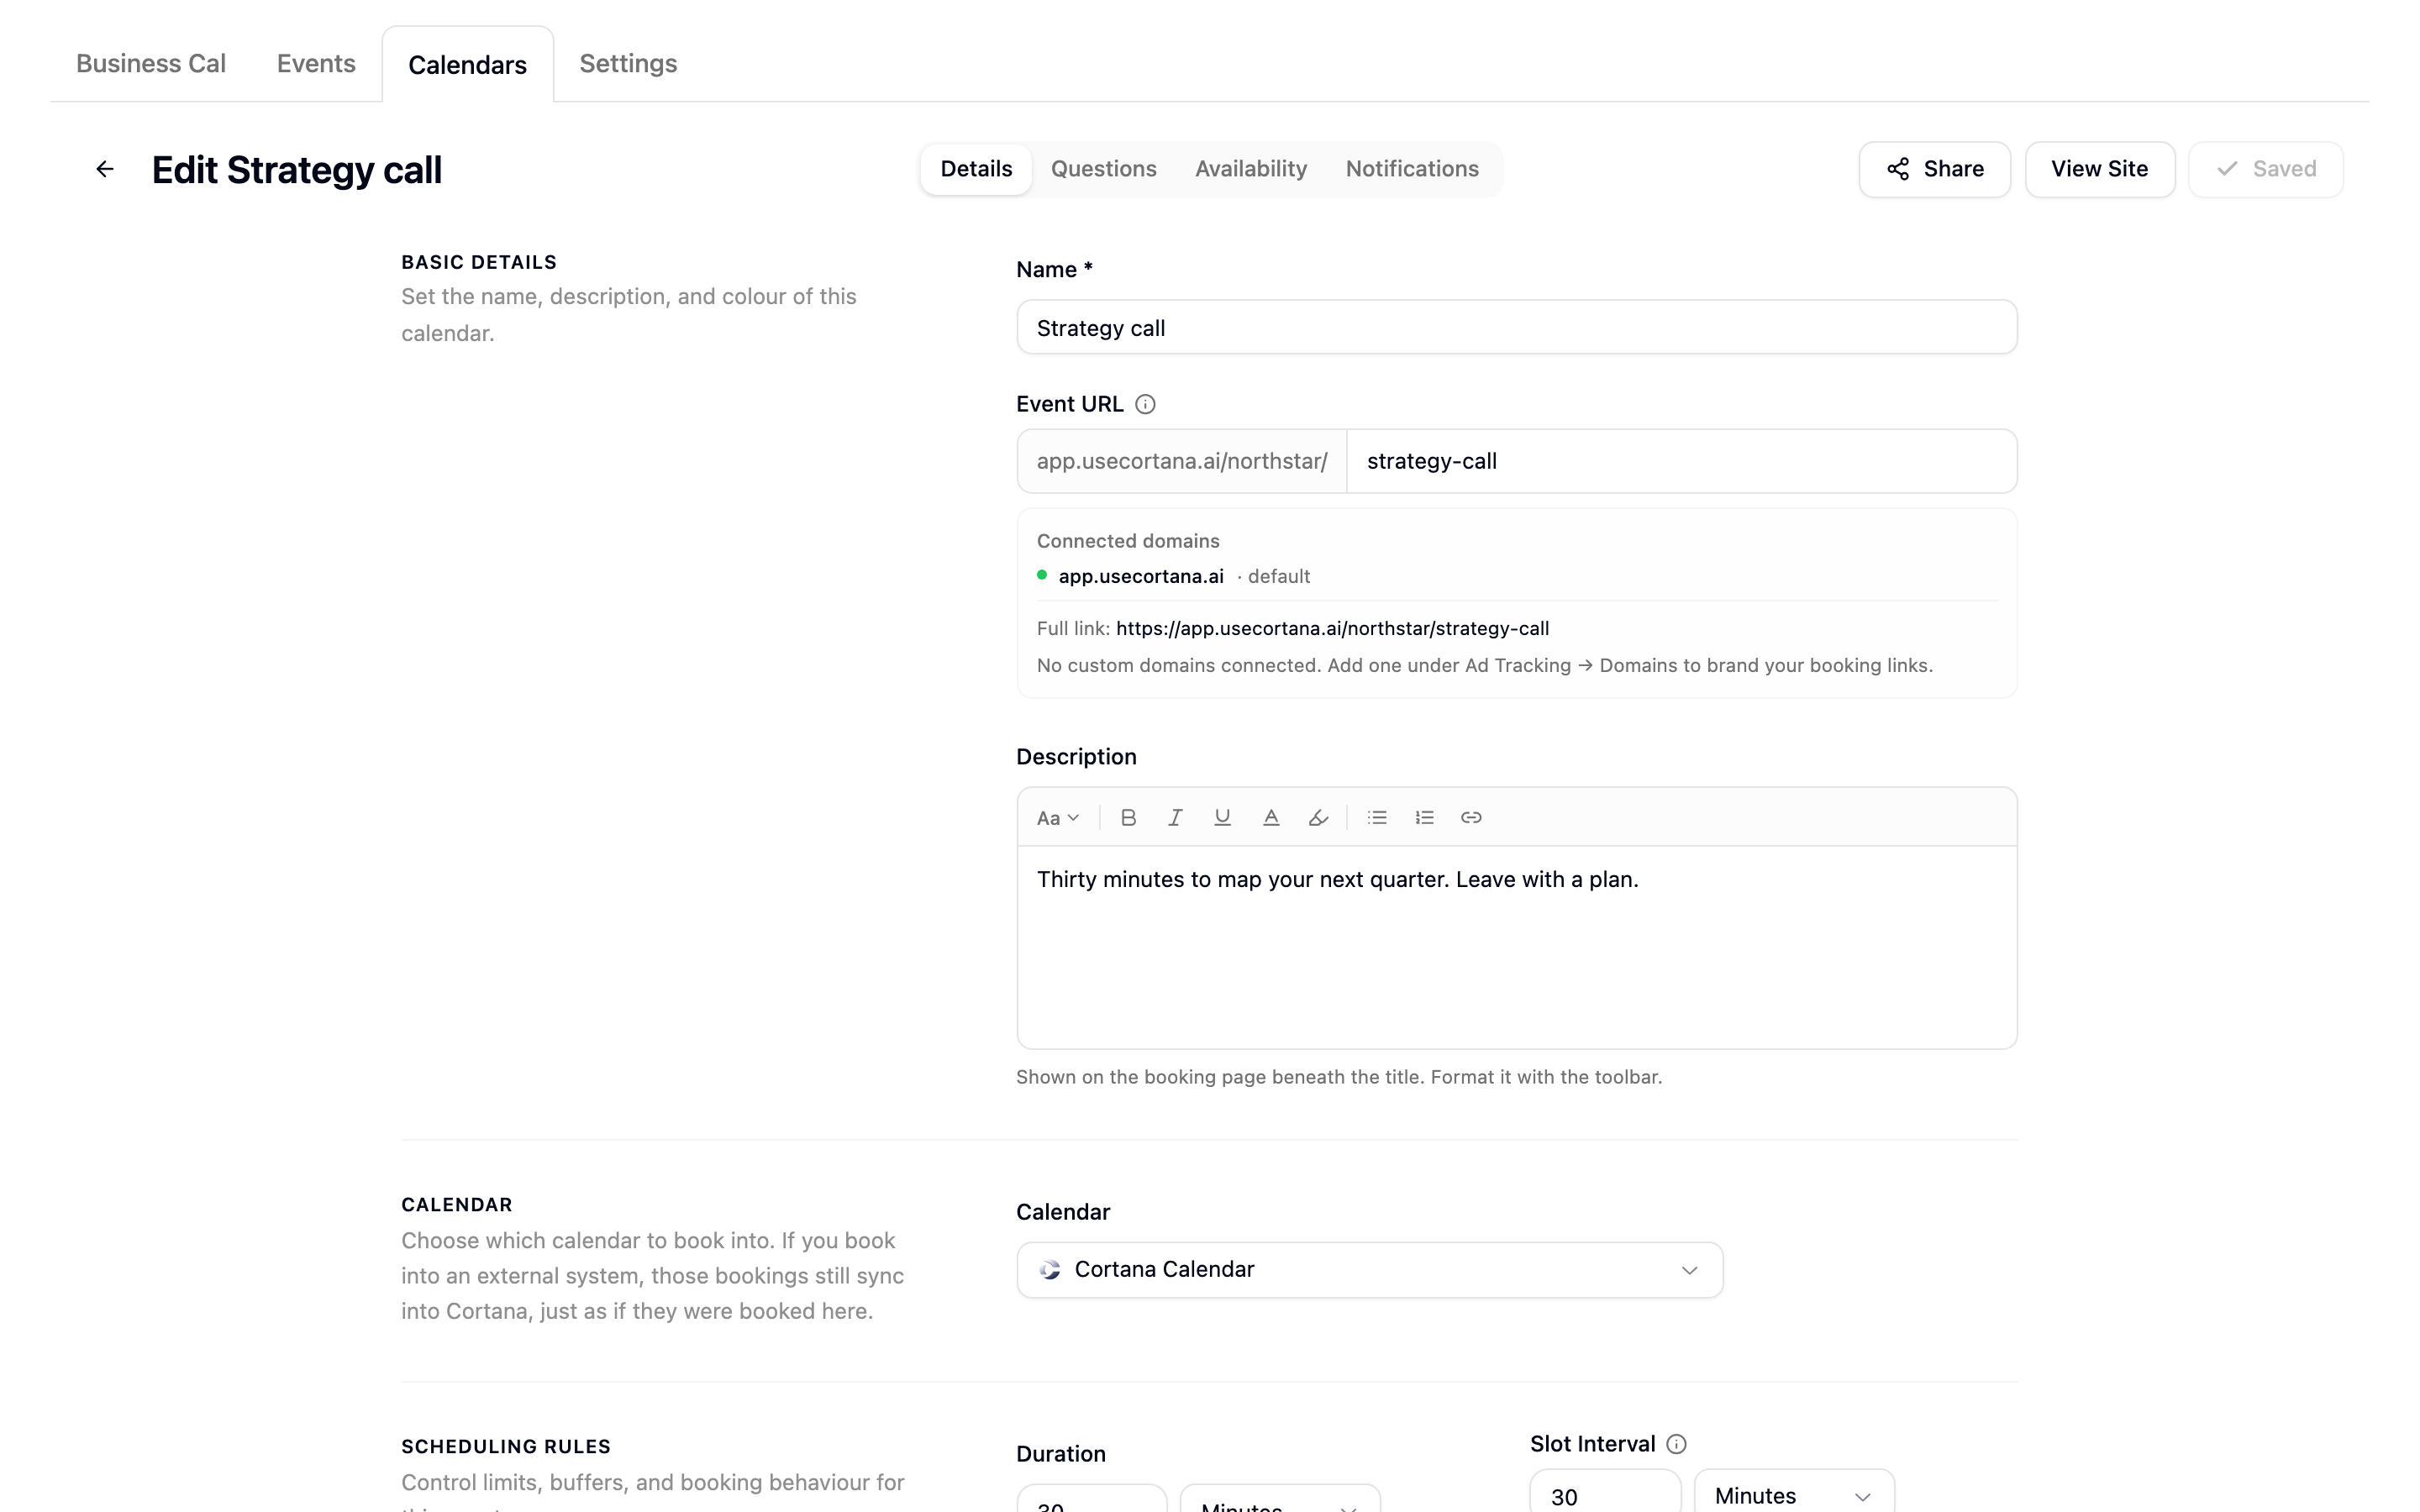 Business Cal
Events
Calendars
Settings
Edit Strategy call
Details
Questions
Availability
Notifications
Share
View Site
Saved
BASIC DETAILS
Set the name, description, and colour of this
calendar.
Name *
Strategy call
Event URL
app.usecortana.ai/northstar/
strategy-call
Connected domains
app.usecortana.ai · default
Full link: https://app.usecortana.ai/northstar/strategy-call
No custom domains connected. Add one under Ad Tracking → Domains to brand your booking links.
Description
Aa
Thirty minutes to map your next quarter. Leave with a plan.
Shown on the booking page beneath the title. Format it with the toolbar.
CALENDAR
Choose which calendar to book into. If you book
into an external system, those bookings still sync
into Cortana, just as if they were booked here.
Calendar
Cortana Calendar
SCHEDULING RULES
Control limits, buffers, and booking behaviour for
Duration
30
Minutes
Slot Interval
30
Minutes